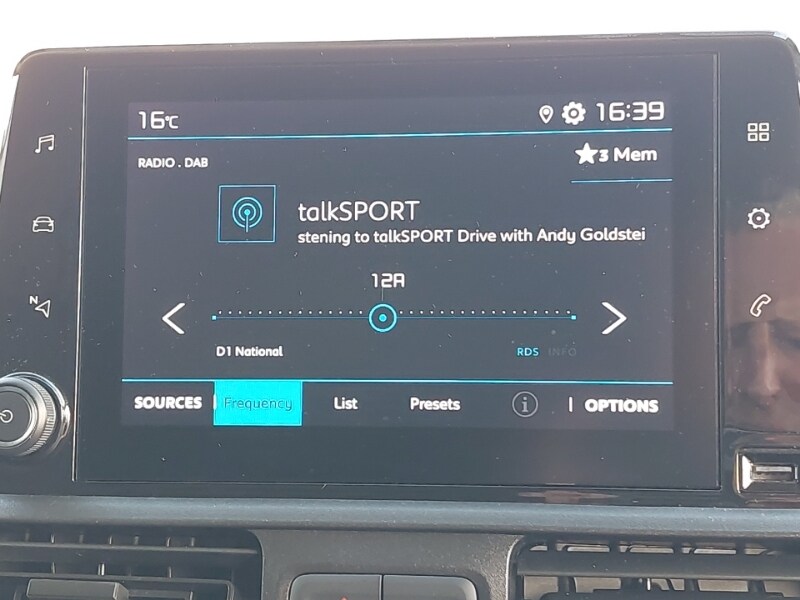 16°C 16:39
RADIO . DAB ★3 Mem
talkSPORT
stening to talkSPORT Drive with Andy Goldstei
12A
D1 National RDS INFO
SOURCES Frequency List Presets i OPTIONS
N